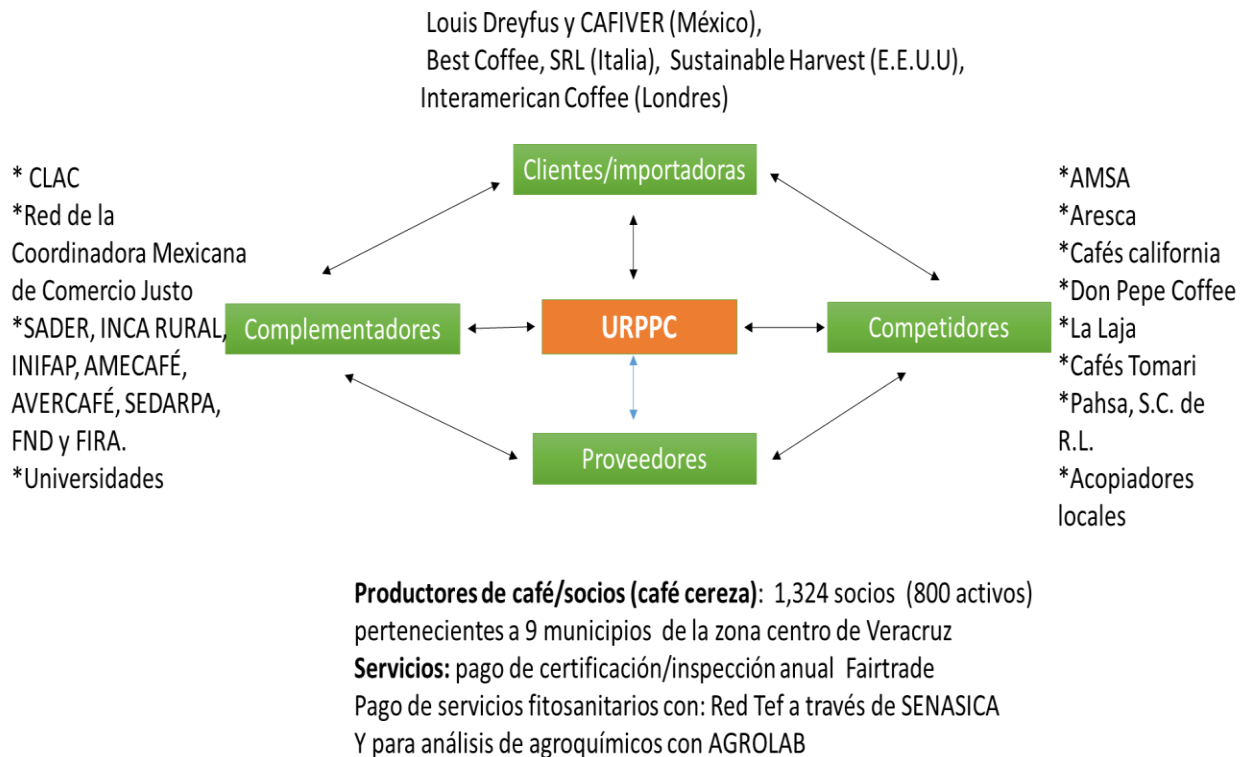 Louis Dreyfus y CAFIVER (México),
Best Coffee, SRL (Italia), Sustainable Harvest (E.E.U.U),
Interamerican Coffee (Londres)
Clientes/importadoras
* CLAC
*Red de la
Coordinadora Mexicana
de Comercio Justo
*SADER, INCA RURAL,
INIFAP, AMECAFÉ,
AVERCAFÉ, SEDARPA,
FND y FIRA.
*Universidades
Complementadores
URPPC
Competidores
*AMSA
*Aresca
*Cafés california
*Don Pepe Coffee
*La Laja
*Cafés Tomari
*Pahsa, S.C. de
R.L.
*Acopiadores
locales
Proveedores
Productores de café/socios (café cereza): 1,324 socios (800 activos)
pertenecientes a 9 municipios de la zona centro de Veracruz
Servicios: pago de certificación/inspección anual Fairtrade
Pago de servicios fitosanitarios con: Red Tef a través de SENASICA
Y para análisis de agroquímicos con AGROLAB